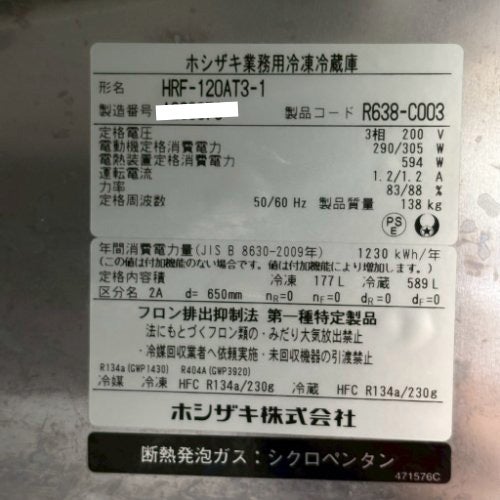 ホシザキ業務用冷凍冷蔵庫
形名 HRF-120AT3-1
製造番号
製品コード R638-C003
定格電圧 3相 200 V
電動機定格消費電力 290/305 W
電熱装置定格消費電力 594 W
運転電流 1.2/1.2 A
力率 83/88 %
定格周波数 50/60 Hz 製品質量 138 kg
PS E
年間消費電力量(JIS B 8630-2009年) 1230 kWh/年
(この値は付加機能のない場合です。値は付加機能により増加します。)
定格内容積 冷凍 177 L 冷蔵 589 L
区分名 2A d= 650mm nR=0 nF=0 dR=0 dF=0
フロン排出抑制法 第一種特定製品
法にもとづくフロン類の・みだり大気放出禁止
・冷媒回収業者へ依頼実施・未回収機器の引渡禁止
R134a(GWP1430) R404A(GWP3920)
冷媒 冷凍 HFC R134a/230g 冷蔵 HFC R134a/230g
ホシザキ株式会社
断熱発泡ガス：シクロペンタン
471576C